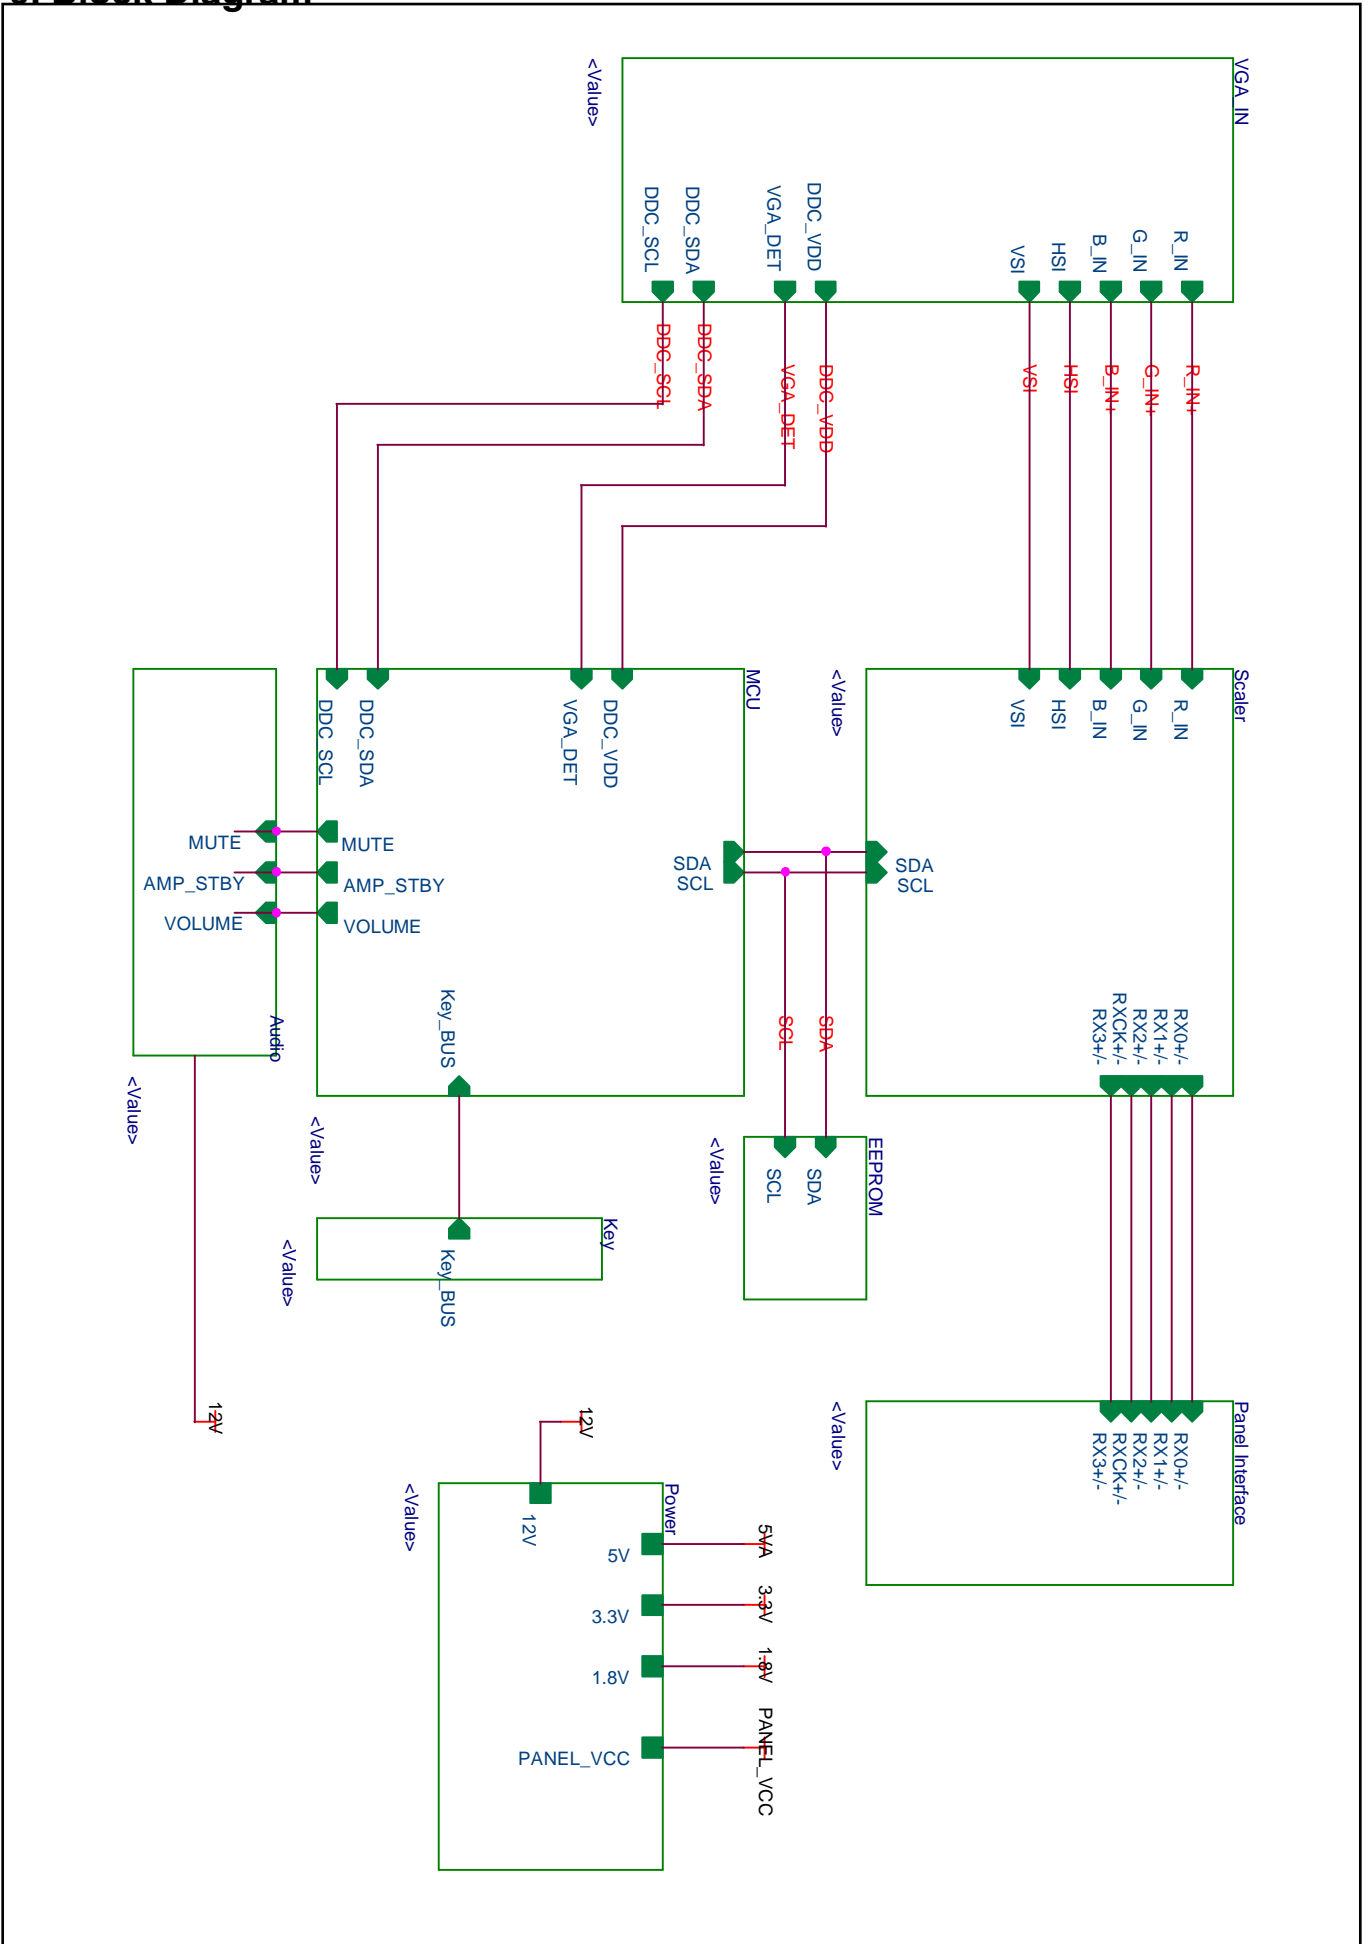 Block Diagram
VGA_IN
<Value>
DDC_SCL
DDC_SDA
VGA_DET
DDC_VDD
VSI
HSI
B_IN
G_IN
R_IN
DDC_SCL
DDC_SDA
VGA_DET
DDC_VDD
VSI
HSI
B_IN+
G_IN+
R_IN+
MCU
DDC_SCL
DDC_SDA
VGA_DET
DDC_VDD
MUTE
AMP_STBY
VOLUME
SDA
SCL
Key_BUS
<Value>
Scaler
<Value>
VSI
HSI
B_IN
G_IN
R_IN
SDA
SCL
RX3+/-
RXCK+/-
RX2+/-
RX1+/-
RX0+/-
MUTE
AMP_STBY
VOLUME
Audio
<Value>
12V
SCL
SDA
EEPROM
SCL
SDA
<Value>
Key
Key_BUS
<Value>
Panel Interface
<Value>
RX3+/-
RXCK+/-
RX2+/-
RX1+/-
RX0+/-
12V
Power
<Value>
12V
5V
3.3V
1.8V
PANEL_VCC
5VA
3.3V
1.8V
PANEL_VCC